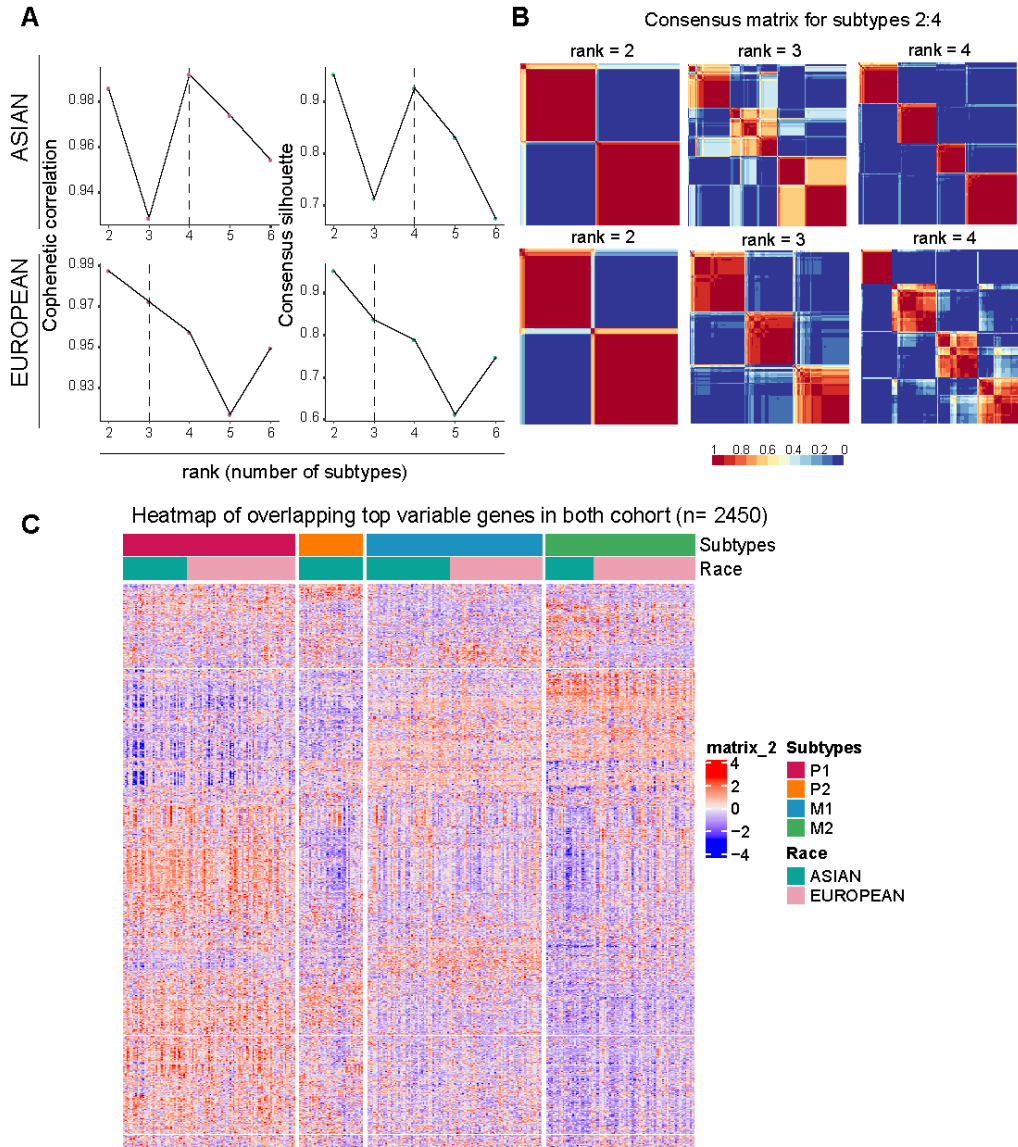 A
ASIAN
EUROPEAN
Cophenetic correlation
0.98
0.96
0.94
2 3 4 5 6
0.99
0.97
0.95
0.93
2 3 4 5 6
Consensus silhouette
0.9
0.8
0.7
2 3 4 5 6
0.9
0.8
0.7
0.6
2 3 4 5 6
rank (number of subtypes)
B
Consensus matrix for subtypes 2:4
rank = 2 rank = 3 rank = 4
rank = 2 rank = 3 rank = 4
1 0.8 0.6 0.4 0.2 0
C
Heatmap of overlapping top variable genes in both cohort (n= 2450)
Subtypes
Race
matrix_2
4
2
0
−2
−4
Subtypes
P1
P2
M1
M2
Race
ASIAN
EUROPEAN